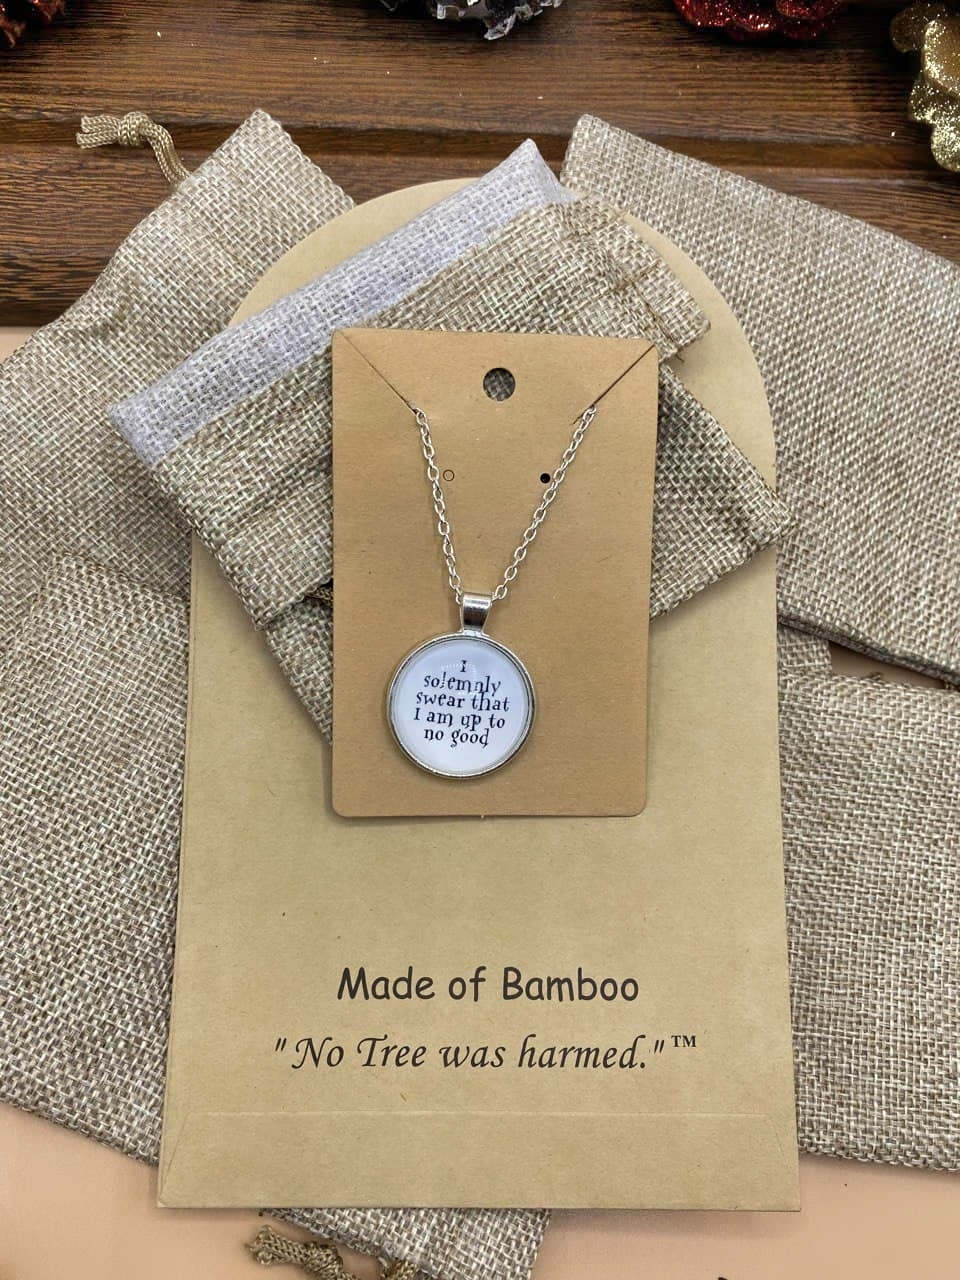 I
solemnly
swear that
I am up to
no good
Made of Bamboo
"No Tree was harmed."™